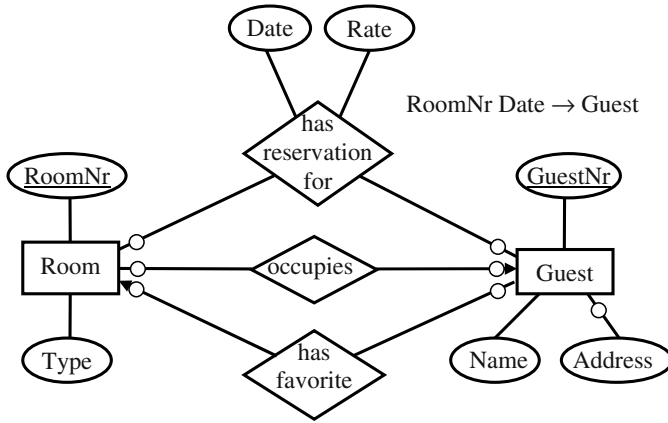 Date
Rate
RoomNr Date → Guest
has
reservation
for
RoomNr
GuestNr
Room
occupies
Guest
Type
has
favorite
Name
Address